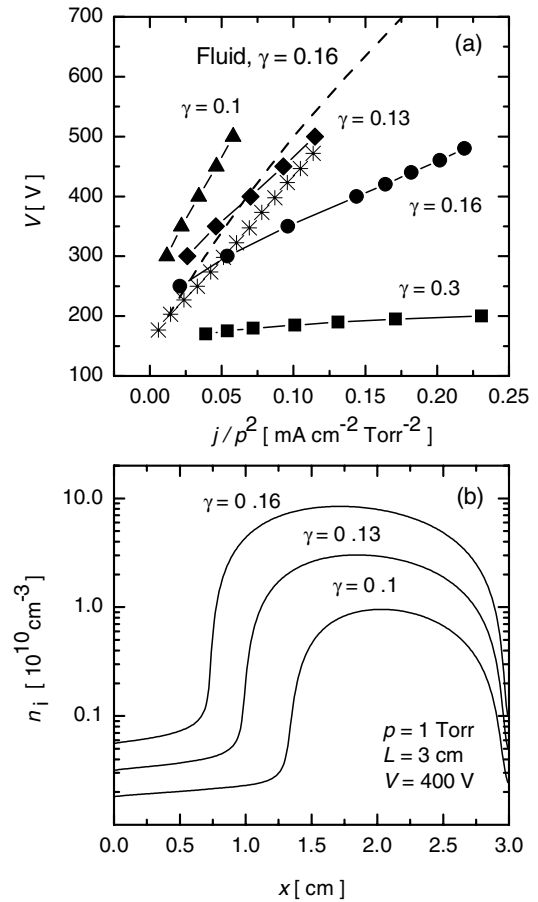 700
(a)
Fluid, γ = 0.16
600
γ = 0.1
γ = 0.13
500
V [ V]
400
γ = 0.16
300
γ = 0.3
200
100
0.00 0.05 0.10 0.15 0.20 0.25
j / p² [ mA cm⁻² Torr⁻² ]
(b)
γ = 0 .16
10.0
γ = 0 .13
γ = 0 .1
1.0
nᵢ [ 10¹⁰ cm⁻³ ]
0.1
p = 1 Torr
L = 3 cm
V = 400 V
0.0 0.5 1.0 1.5 2.0 2.5 3.0
x [ cm ]